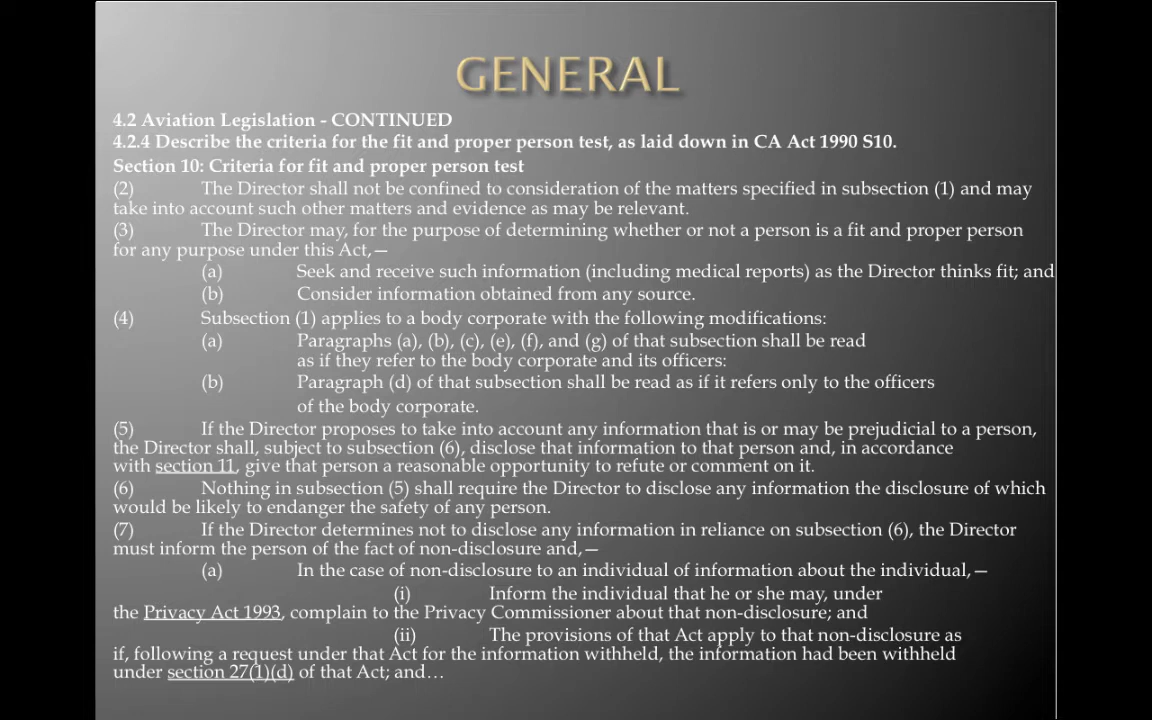 GENERAL
4.2 Aviation Legislation - CONTINUED
4.2.4 Describe the criteria for the fit and proper person test, as laid down in CA Act 1990 S10.
Section 10: Criteria for fit and proper person test
(2) The Director shall not be confined to consideration of the matters specified in subsection (1) and may
take into account such other matters and evidence as may be relevant.
(3) The Director may, for the purpose of determining whether or not a person is a fit and proper person
for any purpose under this Act,—
(a) Seek and receive such information (including medical reports) as the Director thinks fit; and
(b) Consider information obtained from any source.
(4) Subsection (1) applies to a body corporate with the following modifications:
(a) Paragraphs (a), (b), (c), (e), (f), and (g) of that subsection shall be read
as if they refer to the body corporate and its officers:
(b) Paragraph (d) of that subsection shall be read as if it refers only to the officers
of the body corporate.
(5) If the Director proposes to take into account any information that is or may be prejudicial to a person,
the Director shall, subject to subsection (6), disclose that information to that person and, in accordance
with section 11, give that person a reasonable opportunity to refute or comment on it.
(6) Nothing in subsection (5) shall require the Director to disclose any information the disclosure of which
would be likely to endanger the safety of any person.
(7) If the Director determines not to disclose any information in reliance on subsection (6), the Director
must inform the person of the fact of non-disclosure and,—
(a) In the case of non-disclosure to an individual of information about the individual,—
(i) Inform the individual that he or she may, under
the Privacy Act 1993, complain to the Privacy Commissioner about that non-disclosure; and
(ii) The provisions of that Act apply to that non-disclosure as
if, following a request under that Act for the information withheld, the information had been withheld
under section 27(1)(d) of that Act; and…